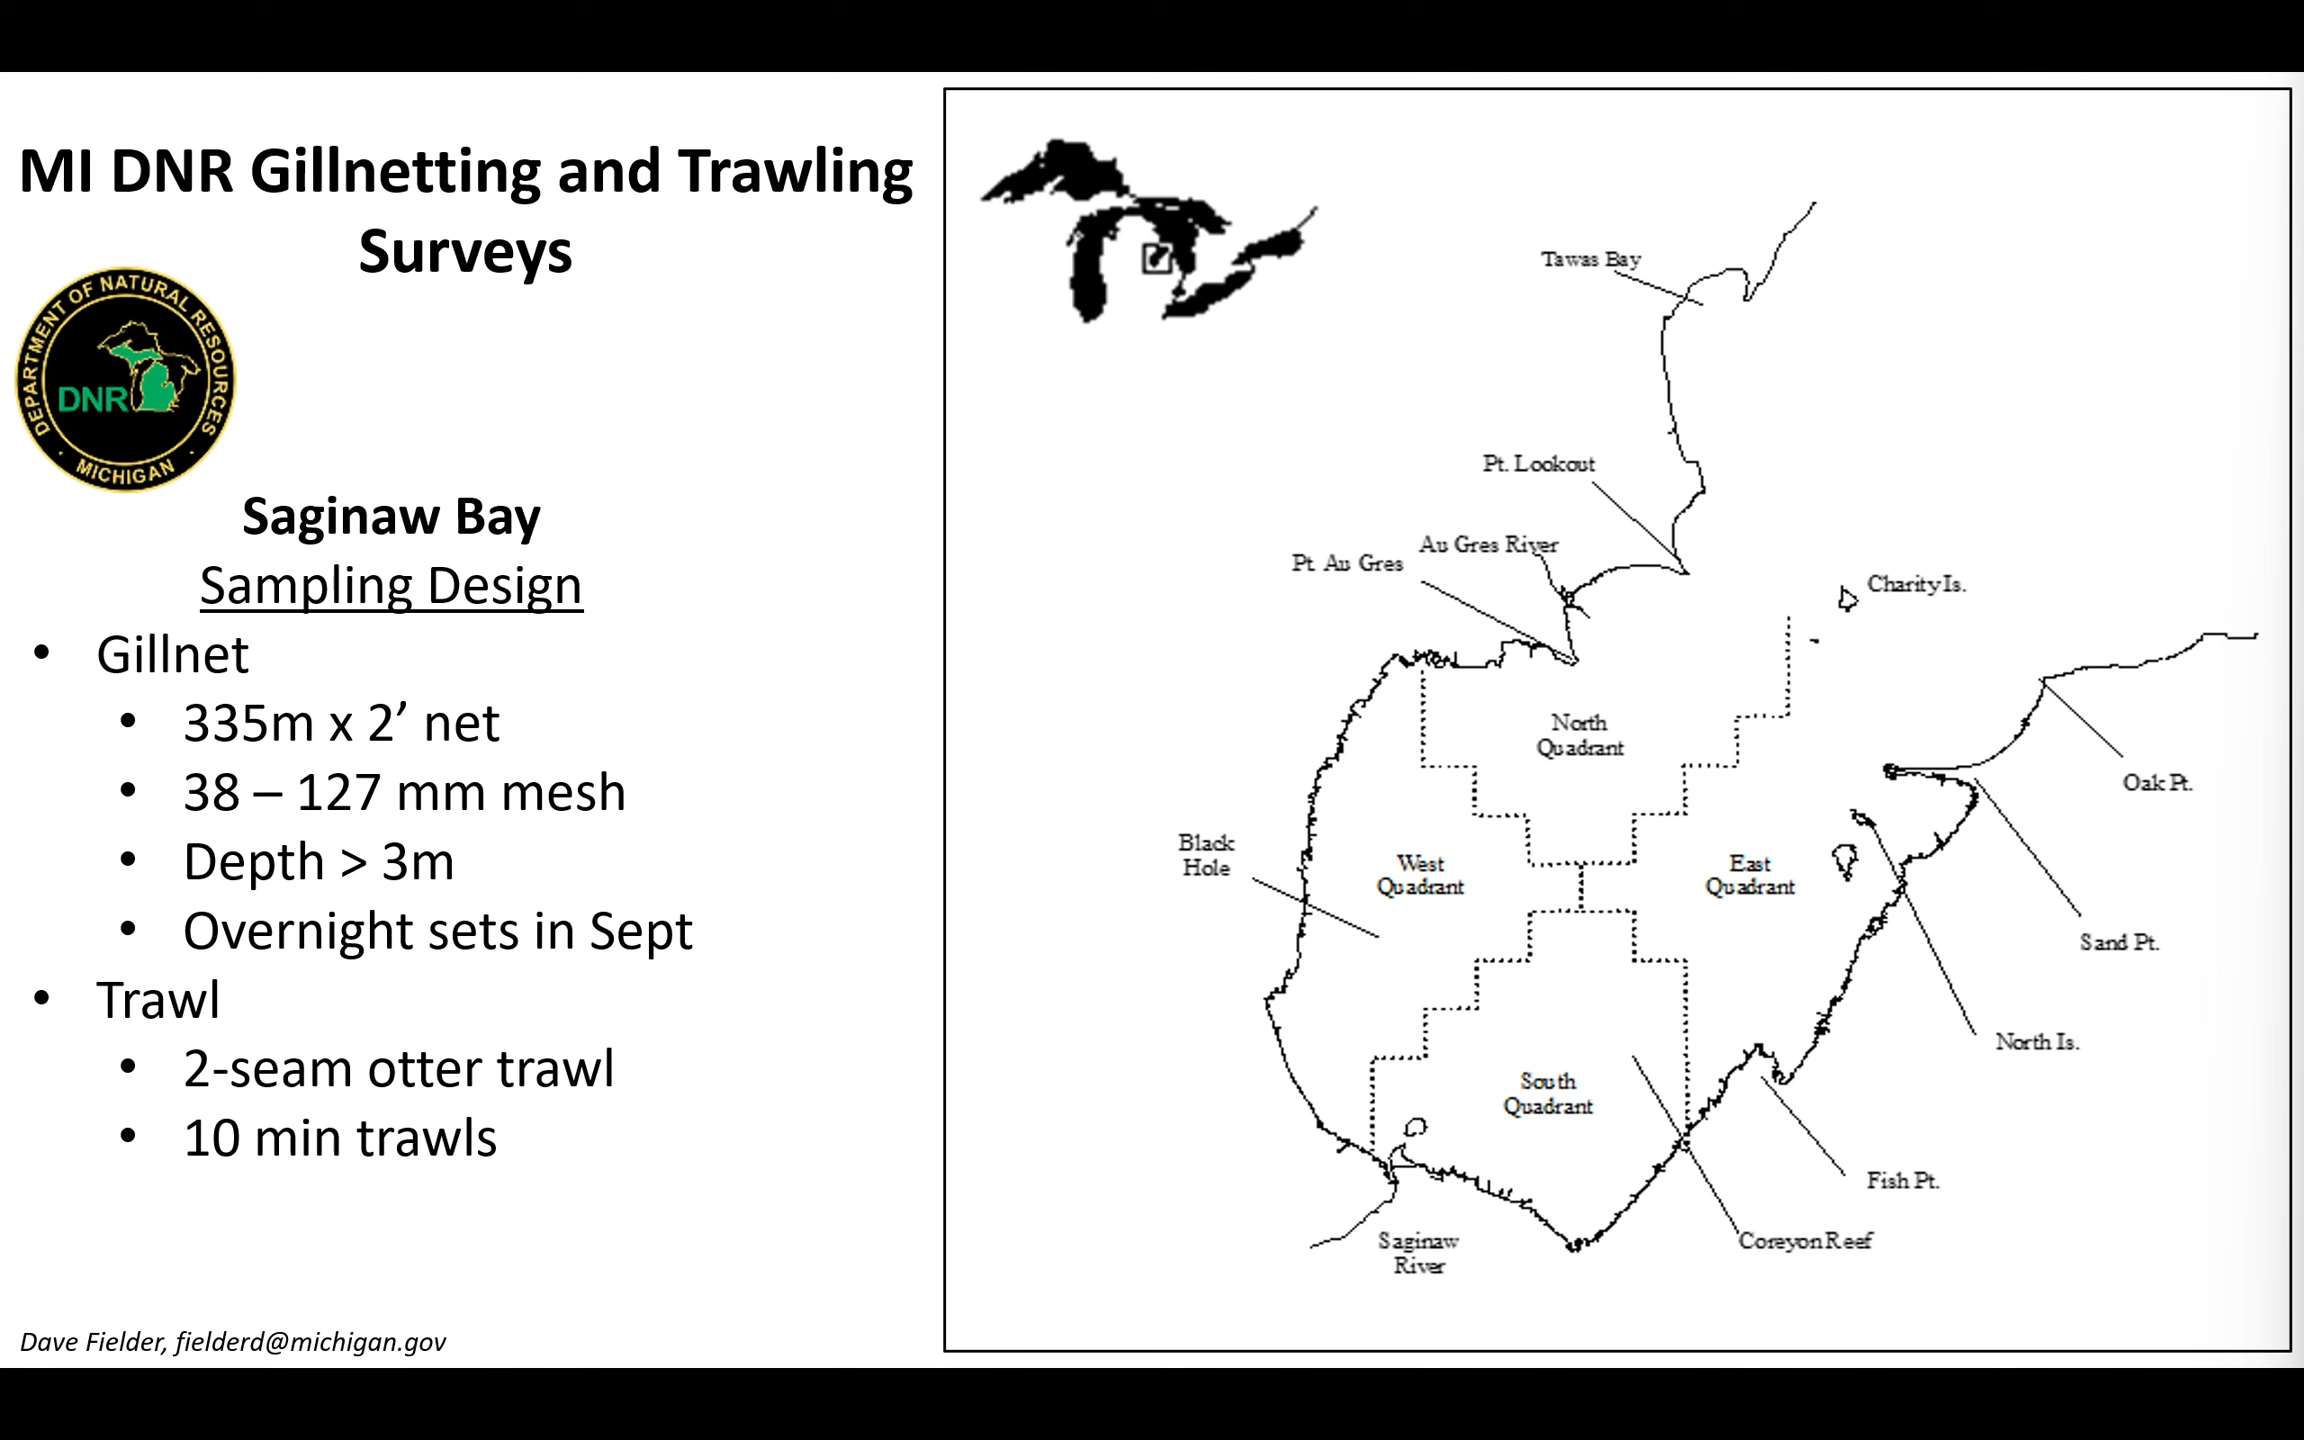 MI DNR Gillnetting and Trawling
Surveys
DEPARTMENT OF NATURAL RESOURCES
DNR
· MICHIGAN ·
Saginaw Bay
Sampling Design
• Gillnet
• 335m x 2’ net
• 38 – 127 mm mesh
• Depth > 3m
• Overnight sets in Sept
• Trawl
• 2-seam otter trawl
• 10 min trawls
Dave Fielder, fielderd@michigan.gov
Tawas Bay
Pt. Lookout
Au Gres River
Pt. Au Gres
Charity Is.
North
Quadrant
Oak Pt.
Black
Hole
West
Quadrant
East
Quadrant
Sand Pt.
North Is.
South
Quadrant
Fish Pt.
Saginaw
River
Coreyon Reef